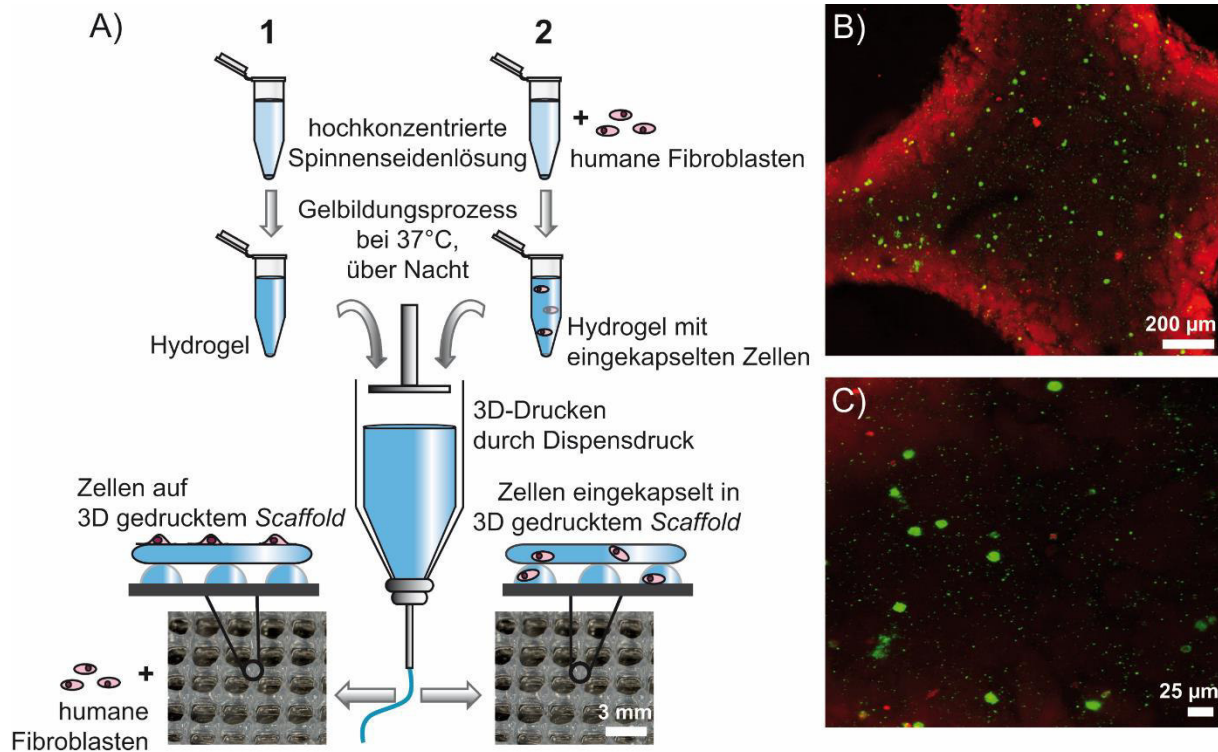 A)
1
2
hochkonzentrierte
Spinnenseidenlösung
+
humane Fibroblasten
Gelbildungsprozess
bei 37°C,
über Nacht
Hydrogel
Hydrogel mit
eingekapselten Zellen
3D-Drucken
durch Dispensdruck
Zellen auf
3D gedrucktem Scaffold
Zellen eingekapselt in
3D gedrucktem Scaffold
+
humane
Fibroblasten
3 mm
B)
200 µm
C)
25 µm